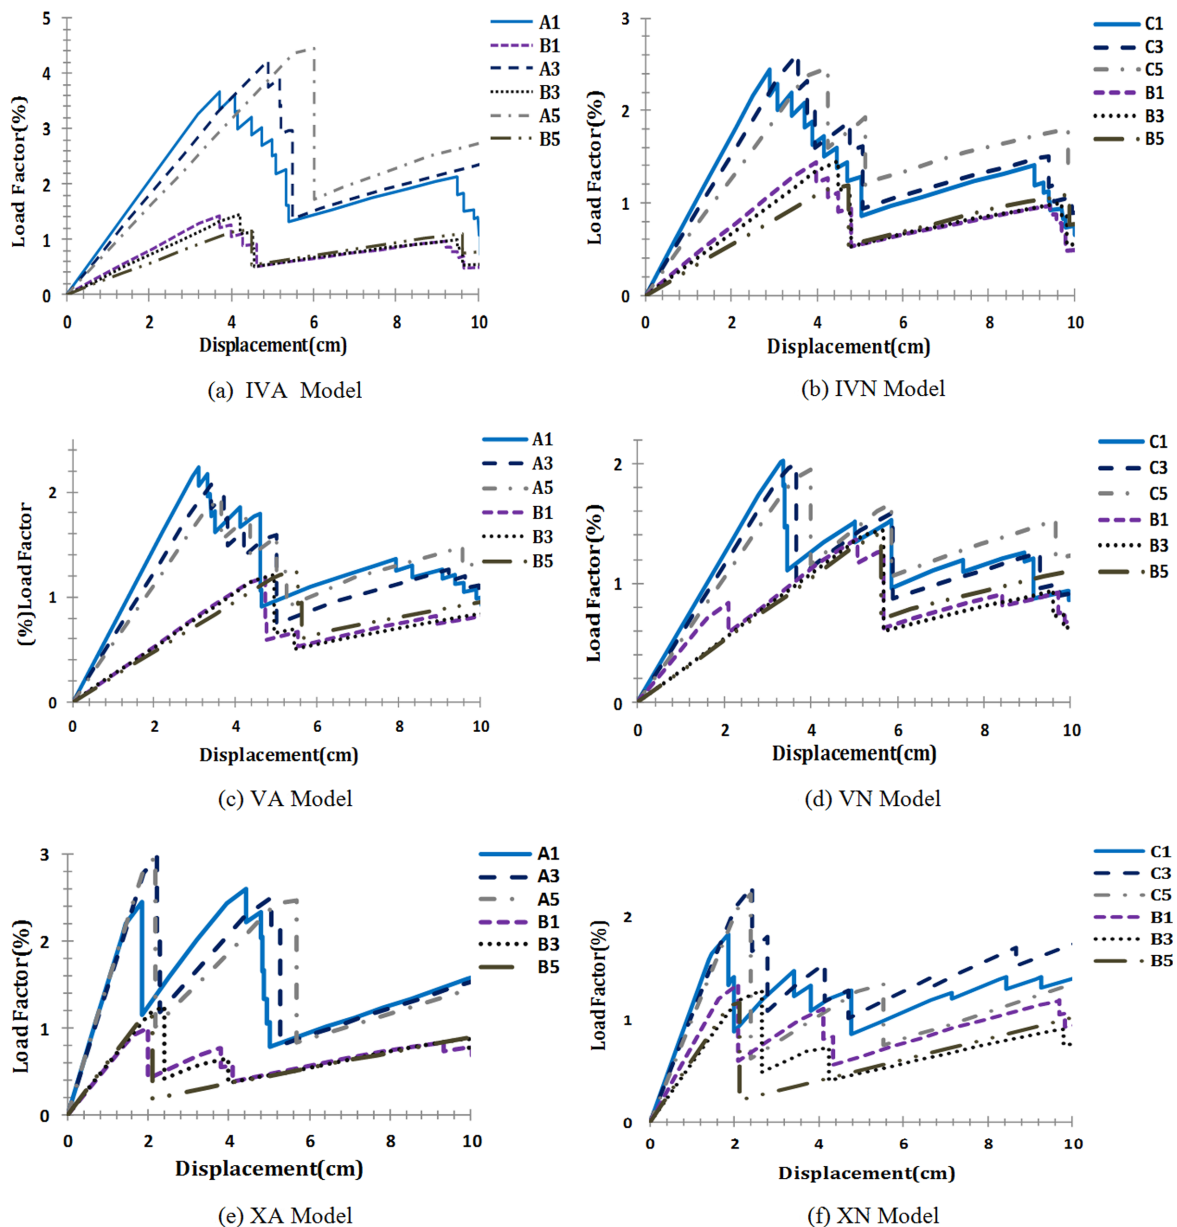 5
4
3
2
1
0
0 2 4 6 8 10
Load Factor(%)
Displacement(cm)
A1
B1
A3
B3
A5
B5
(a) IVA Model
3
2
1
0
0 2 4 6 8 10
Load Factor(%)
Displacement(cm)
C1
C3
C5
B1
B3
B5
(b) IVN Model
2
1
0
0 2 4 6 8 10
(%)Load Factor
Displacement(cm)
A1
A3
A5
B1
B3
B5
(c) VA Model
2
1
0
0 2 4 6 8 10
Load Factor(%)
Displacement(cm)
C1
C3
C5
B1
B3
B5
(d) VN Model
3
2
1
0
0 2 4 6 8 10
Load Factor(%)
Displacement(cm)
A1
A3
A5
B1
B3
B5
(e) XA Model
2
1
0
0 2 4 6 8 10
Load Factor(%)
Displacement(cm)
C1
C3
C5
B1
B3
B5
(f) XN Model